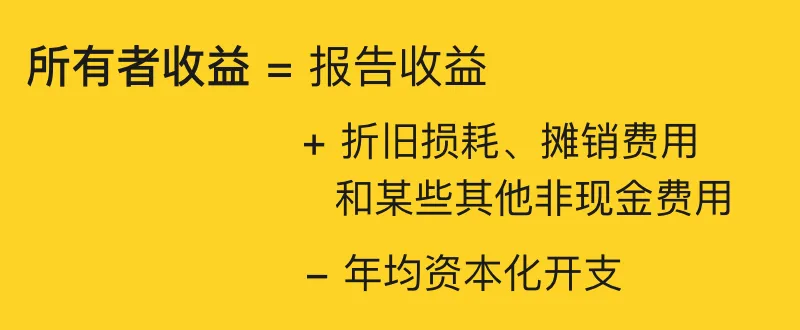 所有者收益 = 报告收益
+ 折旧损耗、摊销费用
和某些其他非现金费用
- 年均资本化开支